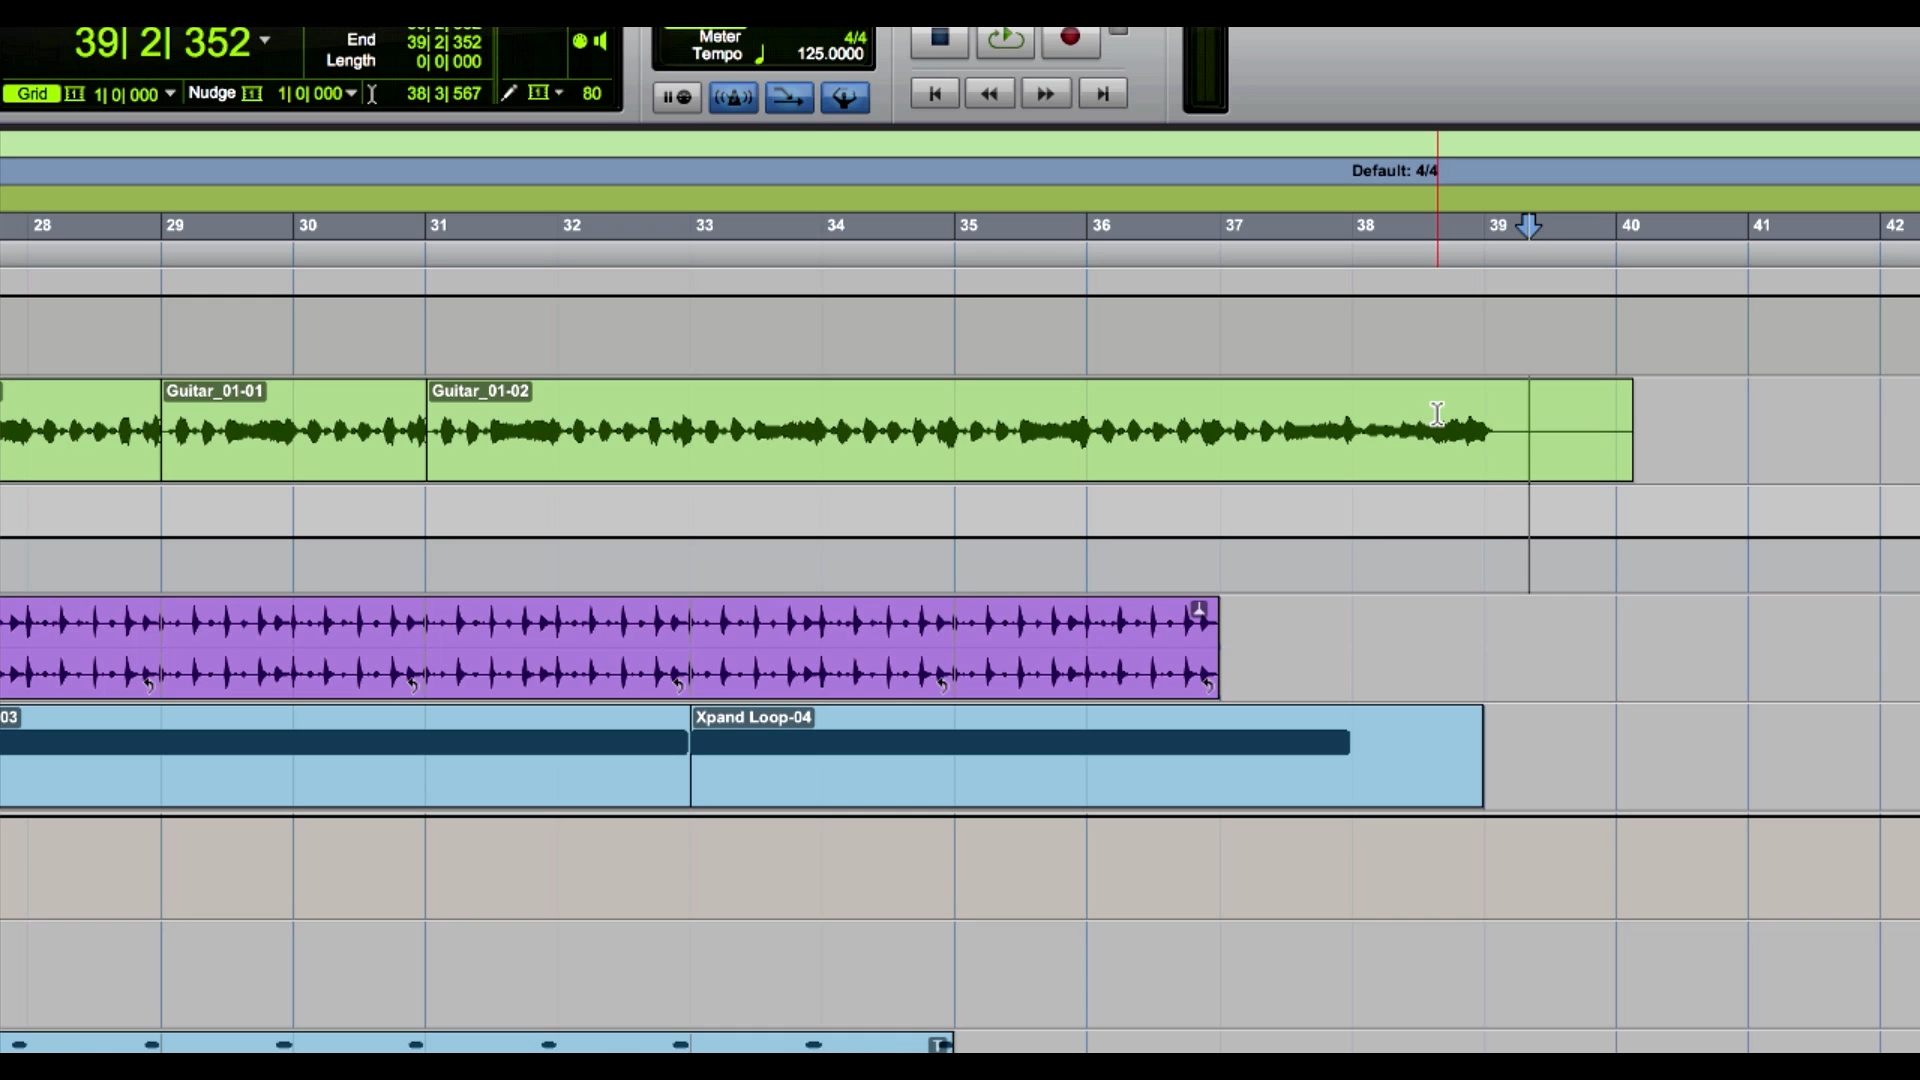 39| 2| 352
End 39| 2| 352
Length 0| 0| 000
Grid 1| 0| 000 Nudge 1| 0| 000 38| 3| 567 80
Meter 4/4
Tempo 125.0000
Default: 4/4
28 29 30 31 32 33 34 35 36 37 38 39 40 41 42
Guitar_01-01 Guitar_01-02
03 Xpand Loop-04
T